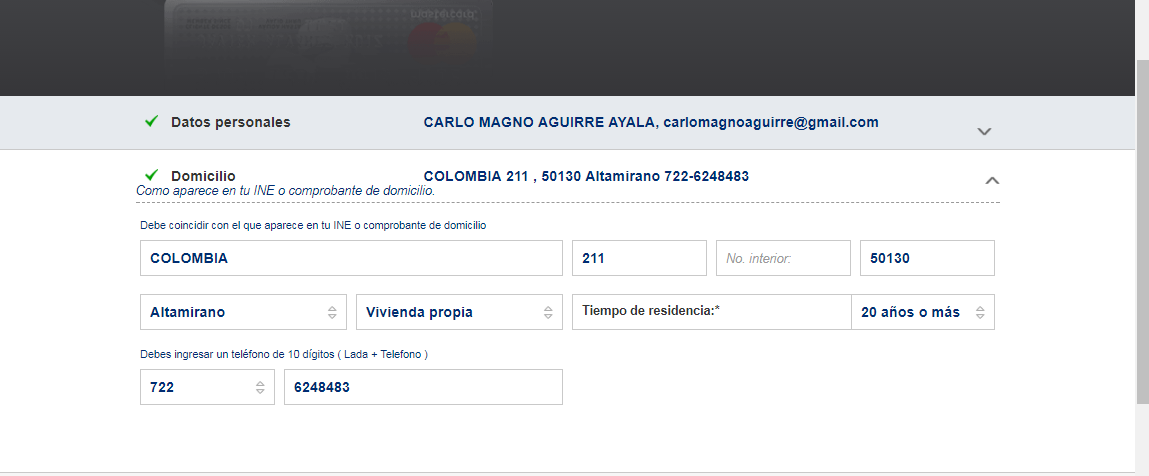 Datos personales CARLO MAGNO AGUIRRE AYALA, carlomagnoaguirre@gmail.com
Domicilio COLOMBIA 211 , 50130 Altamirano 722-6248483
Como aparece en tu INE o comprobante de domicilio.
Debe coincidir con el que aparece en tu INE o comprobante de domicilio
COLOMBIA 211 No. interior: 50130
Altamirano Vivienda propia Tiempo de residencia:* 20 años o más
Debes ingresar un teléfono de 10 dígitos ( Lada + Telefono )
722 6248483